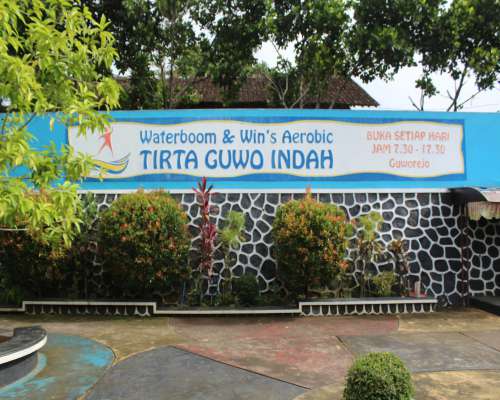 Waterboom & Win's Aerobic
TIRTA GUWO INDAH
BUKA SETIAP HARI
JAM 7.30 - 17.30
Guworejo